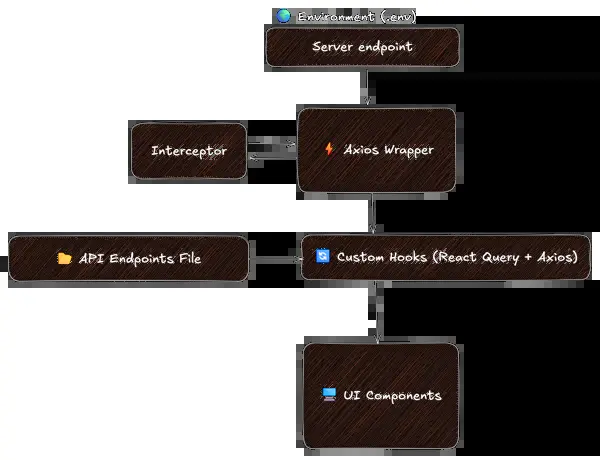 🌍 Environment (.env)
Server endpoint
Interceptor
⚡ Axios Wrapper
📂 API Endpoints File
🔄 Custom Hooks (React Query + Axios)
🖥️ UI Components